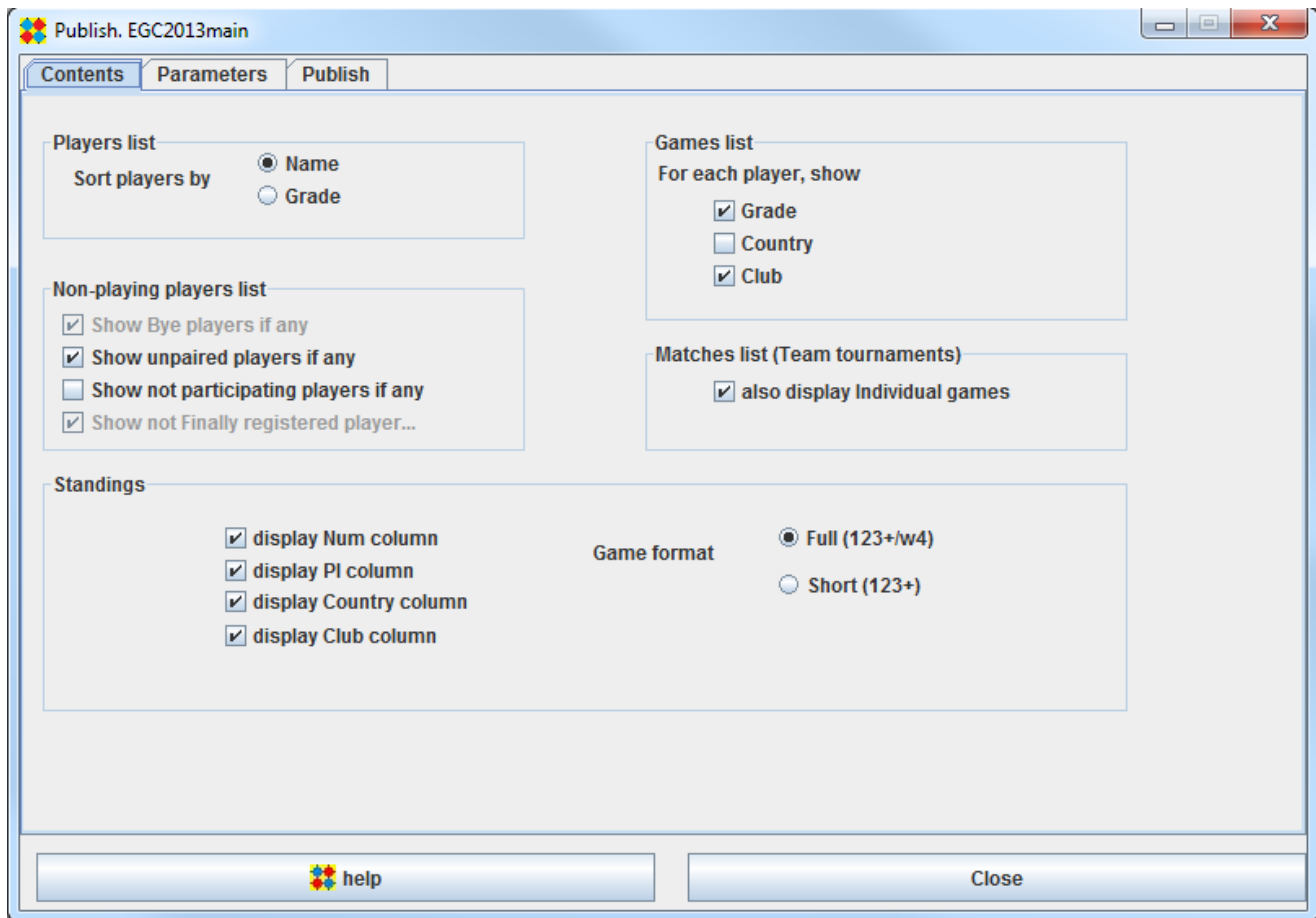 Publish. EGC2013main
Contents Parameters Publish
Players list
Sort players by
Name
Grade
Games list
For each player, show
Grade
Country
Club
Non-playing players list
Show Bye players if any
Show unpaired players if any
Show not participating players if any
Show not Finally registered player...
Matches list (Team tournaments)
also display Individual games
Standings
display Num column
display Pl column
display Country column
display Club column
Game format
Full (123+/w4)
Short (123+)
help
Close